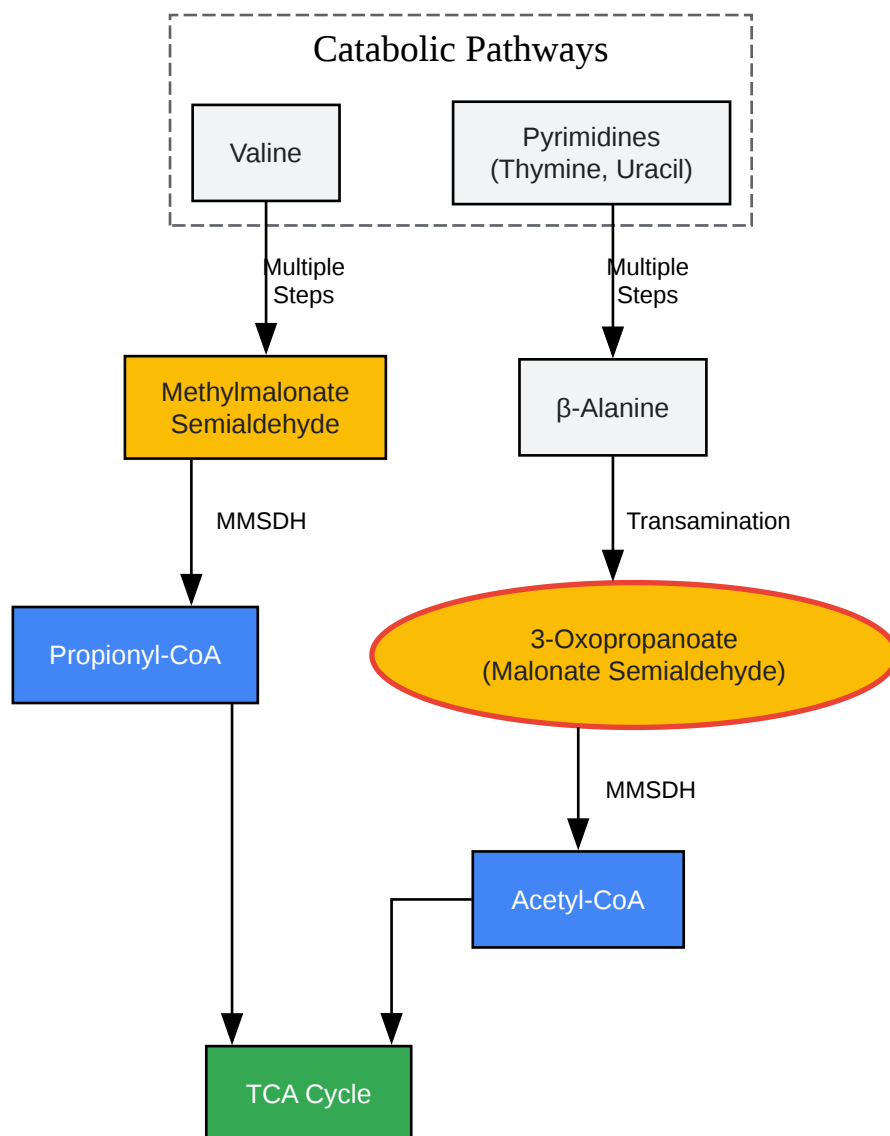 Catabolic Pathways
Valine
Pyrimidines
(Thymine, Uracil)
Multiple
Steps
Multiple
Steps
Methylmalonate
Semialdehyde
β-Alanine
MMSDH
Transamination
Propionyl-CoA
3-Oxopropanoate
(Malonate Semialdehyde)
MMSDH
Acetyl-CoA
TCA Cycle